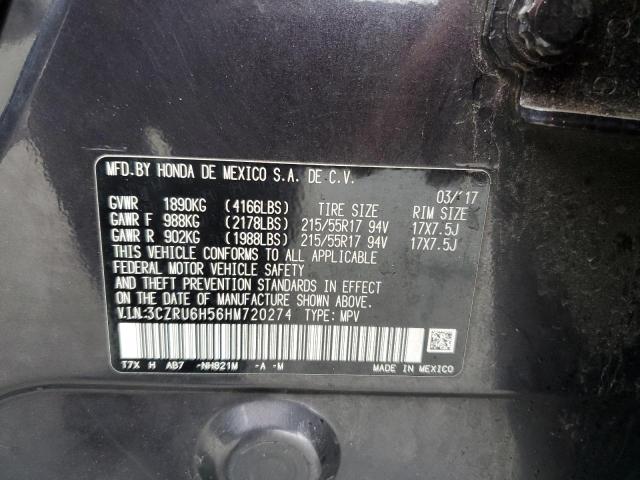 MFD.BY HONDA DE MEXICO S.A. DE C.V.
03/'17
GVWR 1890KG (4166LBS) TIRE SIZE RIM SIZE
GAWR F 988KG (2178LBS) 215/55R17 94V 17X7.5J
GAWR R 902KG (1988LBS) 215/55R17 94V 17X7.5J
THIS VEHICLE CONFORMS TO ALL APPLICABLE
FEDERAL MOTOR VEHICLE SAFETY
AND THEFT PREVENTION STANDARDS IN EFFECT
ON THE DATE OF MANUFACTURE SHOWN ABOVE.
V.I.N:3CZRU6H56HM720274 TYPE: MPV
T7X H AB7 -NH821M -A -M MADE IN MEXICO